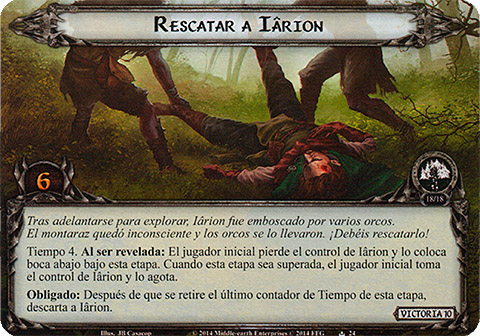 Rescatar a Iârion
6
18/18
Tras adelantarse para explorar, Iârion fue emboscado por varios orcos.
El montaraz quedó inconsciente y los orcos se lo llevaron. ¡Debéis rescatarlo!
Tiempo 4. Al ser revelada: El jugador inicial pierde el control de Iârion y lo coloca
boca abajo bajo esta etapa. Cuando esta etapa sea superada, el jugador inicial toma
el control de Iârion y lo agota.
Obligado: Después de que se retire el último contador de Tiempo de esta etapa,
descarta a Iârion.
Victoria 10
Illus. JB Casacop © 2014 Middle-earth Enterprises © 2014 FFG 24